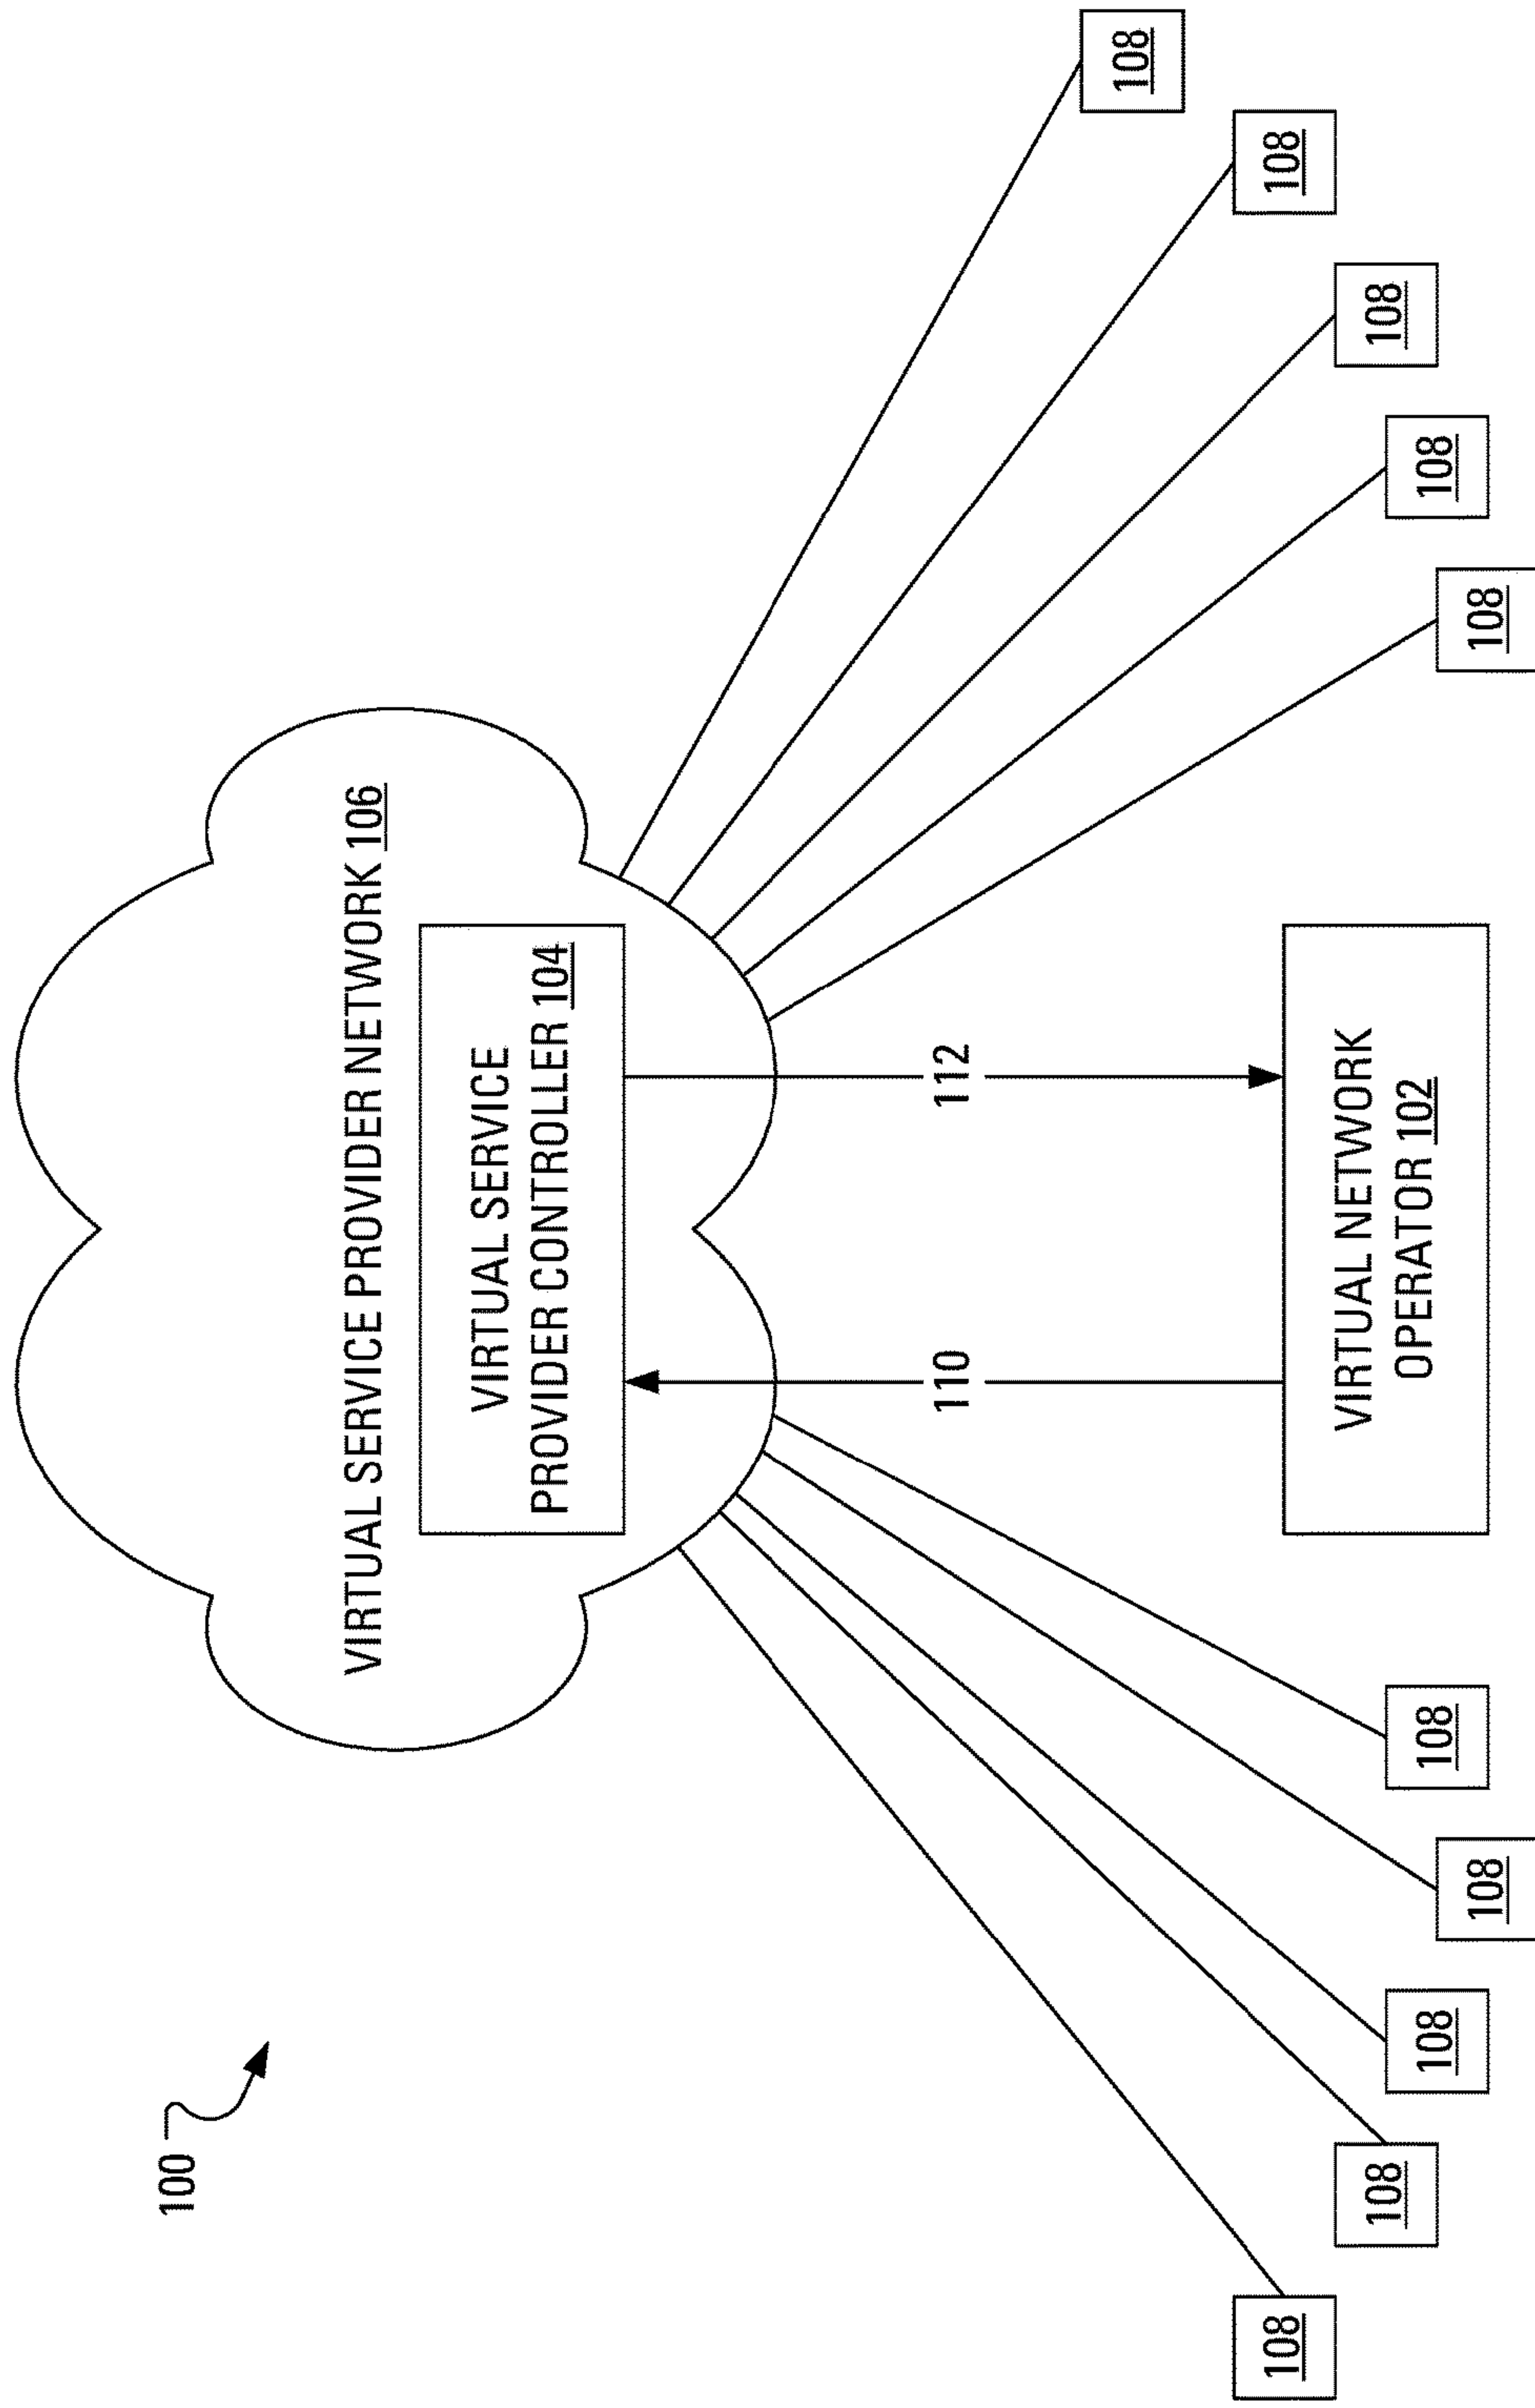 100
VIRTUAL SERVICE PROVIDER NETWORK 106
VIRTUAL SERVICE
PROVIDER CONTROLLER 104
110
112
VIRTUAL NETWORK
OPERATOR 102
108
108
108
108
108
108
108
108
108
108